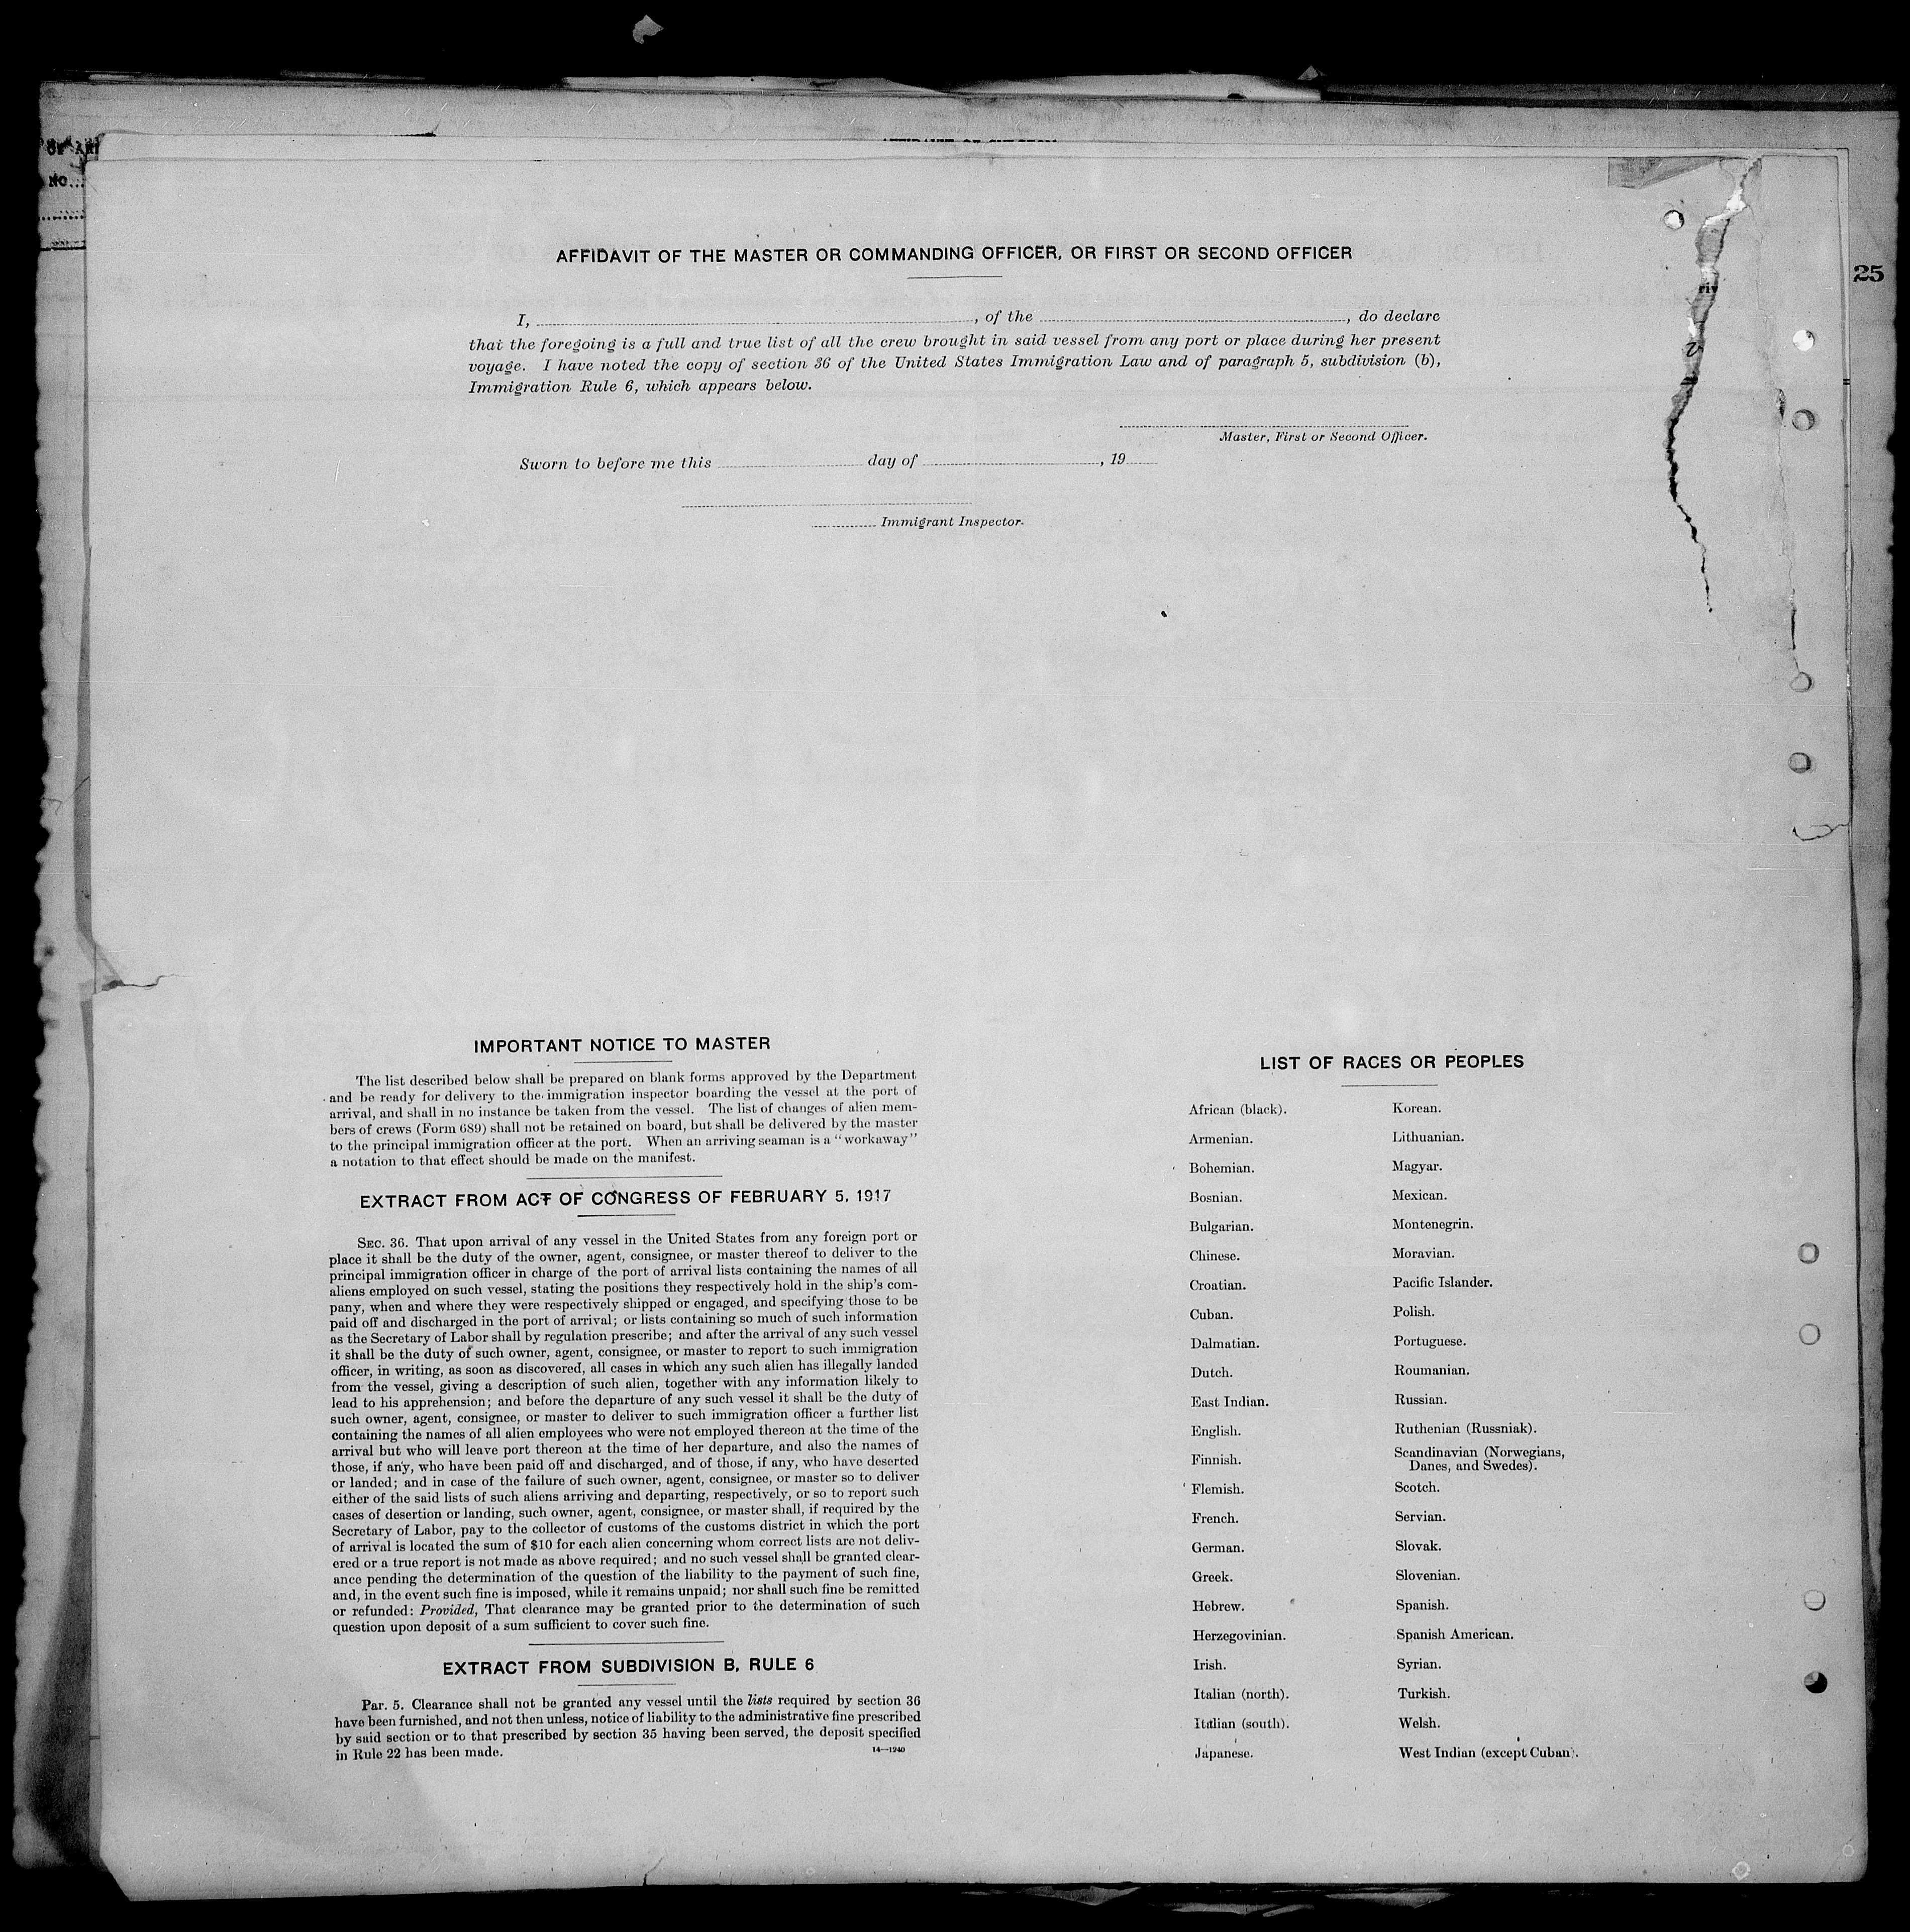 NO.
25
AFFIDAVIT OF THE MASTER OR COMMANDING OFFICER, OR FIRST OR SECOND OFFICER
I, , of the , do declare
that the foregoing is a full and true list of all the crew brought in said vessel from any port or place during her present
voyage. I have noted the copy of section 36 of the United States Immigration Law and of paragraph 5, subdivision (b),
Immigration Rule 6, which appears below.
Master, First or Second Officer.
Sworn to before me this day of , 19
Immigrant Inspector.
IMPORTANT NOTICE TO MASTER
The list described below shall be prepared on blank forms approved by the Department
and be ready for delivery to the immigration inspector boarding the vessel at the port of
arrival, and shall in no instance be taken from the vessel. The list of changes of alien mem-
bers of crews (Form 689) shall not be retained on board, but shall be delivered by the master
to the principal immigration officer at the port. When an arriving seaman is a “workaway”
a notation to that effect should be made on the manifest.
EXTRACT FROM ACT OF CONGRESS OF FEBRUARY 5, 1917
SEC. 36. That upon arrival of any vessel in the United States from any foreign port or
place it shall be the duty of the owner, agent, consignee, or master thereof to deliver to the
principal immigration officer in charge of the port of arrival lists containing the names of all
aliens employed on such vessel, stating the positions they respectively hold in the ship's com-
pany, when and where they were respectively shipped or engaged, and specifying those to be
paid off and discharged in the port of arrival; or lists containing so much of such information
as the Secretary of Labor shall by regulation prescribe; and after the arrival of any such vessel
it shall be the duty of such owner, agent, consignee, or master to report to such immigration
officer, in writing, as soon as discovered, all cases in which any such alien has illegally landed
from the vessel, giving a description of such alien, together with any information likely to
lead to his apprehension; and before the departure of any such vessel it shall be the duty of
such owner, agent, consignee, or master to deliver to such immigration officer a further list
containing the names of all alien employees who were not employed thereon at the time of the
arrival but who will leave port thereon at the time of her departure, and also the names of
those, if any, who have been paid off and discharged, and of those, if any, who have deserted
or landed; and in case of the failure of such owner, agent, consignee, or master so to deliver
either of the said lists of such aliens arriving and departing, respectively, or so to report such
cases of desertion or landing, such owner, agent, consignee, or master shall, if required by the
Secretary of Labor, pay to the collector of customs of the customs district in which the port
of arrival is located the sum of $10 for each alien concerning whom correct lists are not deliv-
ered or a true report is not made as above required; and no such vessel shall be granted clear-
ance pending the determination of the question of the liability to the payment of such fine,
and, in the event such fine is imposed, while it remains unpaid; nor shall such fine be remitted
or refunded: Provided, That clearance may be granted prior to the determination of such
question upon deposit of a sum sufficient to cover such fine.
EXTRACT FROM SUBDIVISION B, RULE 6
Par. 5. Clearance shall not be granted any vessel until the lists required by section 36
have been furnished, and not then unless, notice of liability to the administrative fine prescribed
by said section or to that prescribed by section 35 having been served, the deposit specified
in Rule 22 has been made.
14—1240
LIST OF RACES OR PEOPLES
African (black).
Armenian.
Bohemian.
Bosnian.
Bulgarian.
Chinese.
Croatian.
Cuban.
Dalmatian.
Dutch.
East Indian.
English.
Finnish.
Flemish.
French.
German.
Greek.
Hebrew.
Herzegovinian.
Irish.
Italian (north).
Italian (south).
Japanese.
Korean.
Lithuanian.
Magyar.
Mexican.
Montenegrin.
Moravian.
Pacific Islander.
Polish.
Portuguese.
Roumanian.
Russian.
Ruthenian (Russniak).
Scandinavian (Norwegians,
Danes, and Swedes).
Scotch.
Servian.
Slovak.
Slovenian.
Spanish.
Spanish American.
Syrian.
Turkish.
Welsh.
West Indian (except Cuban).